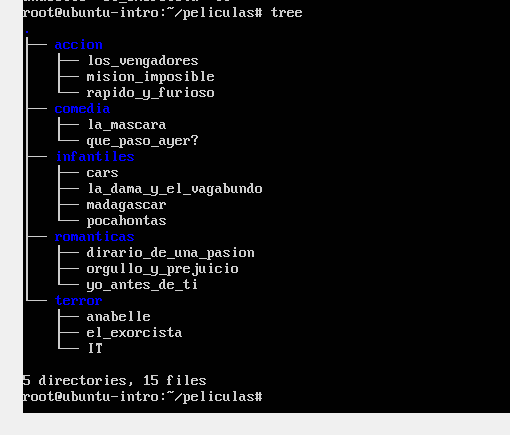 root@ubuntu-intro:~/peliculas# tree
.
├── accion
│   ├── los_vengadores
│   ├── mision_imposible
│   └── rapido_y_furioso
├── comedia
│   ├── la_mascara
│   └── que_paso_ayer?
├── infantiles
│   ├── cars
│   ├── la_dama_y_el_vagabundo
│   ├── madagascar
│   └── pocahontas
├── romanticas
│   ├── dirario_de_una_pasion
│   ├── orgullo_y_prejuicio
│   └── yo_antes_de_ti
└── terror
    ├── anabelle
    ├── el_exorcista
    └── IT
5 directories, 15 files
root@ubuntu-intro:~/peliculas#